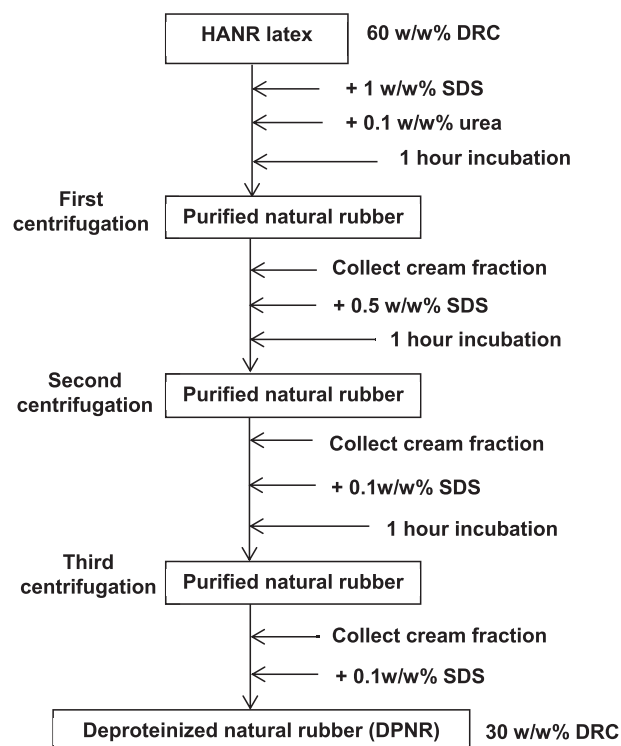 HANR latex
60 w/w% DRC
+ 1 w/w% SDS
+ 0.1 w/w% urea
1 hour incubation
First
centrifugation
Purified natural rubber
Collect cream fraction
+ 0.5 w/w% SDS
1 hour incubation
Second
centrifugation
Purified natural rubber
Collect cream fraction
+ 0.1w/w% SDS
1 hour incubation
Third
centrifugation
Purified natural rubber
Collect cream fraction
+ 0.1w/w% SDS
Deproteinized natural rubber (DPNR)
30 w/w% DRC